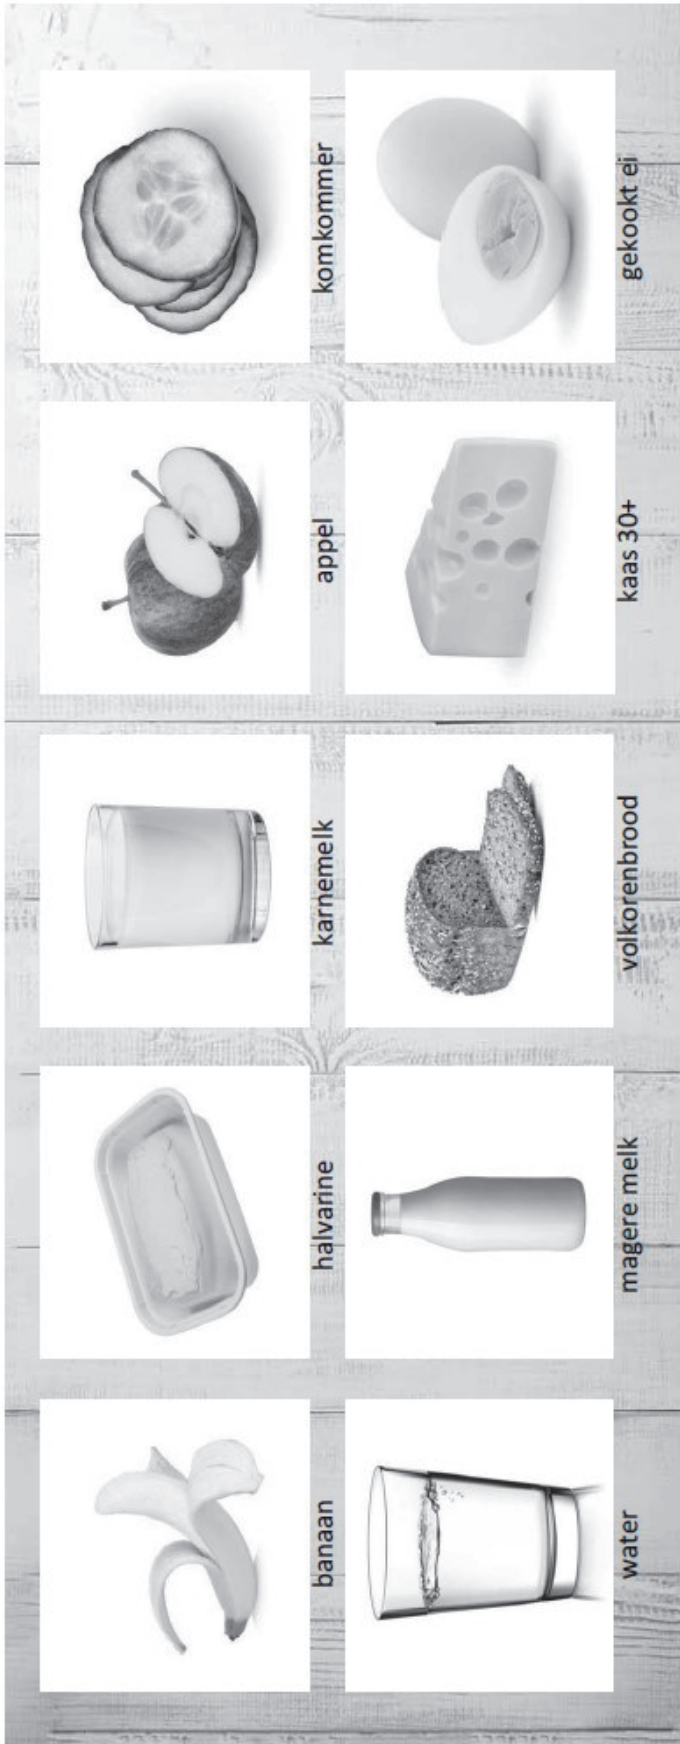 banaan
halvarine
karnemelk
appel
komkommer
water
magere melk
volkorenbrood
kaas 30+
gekookt ei